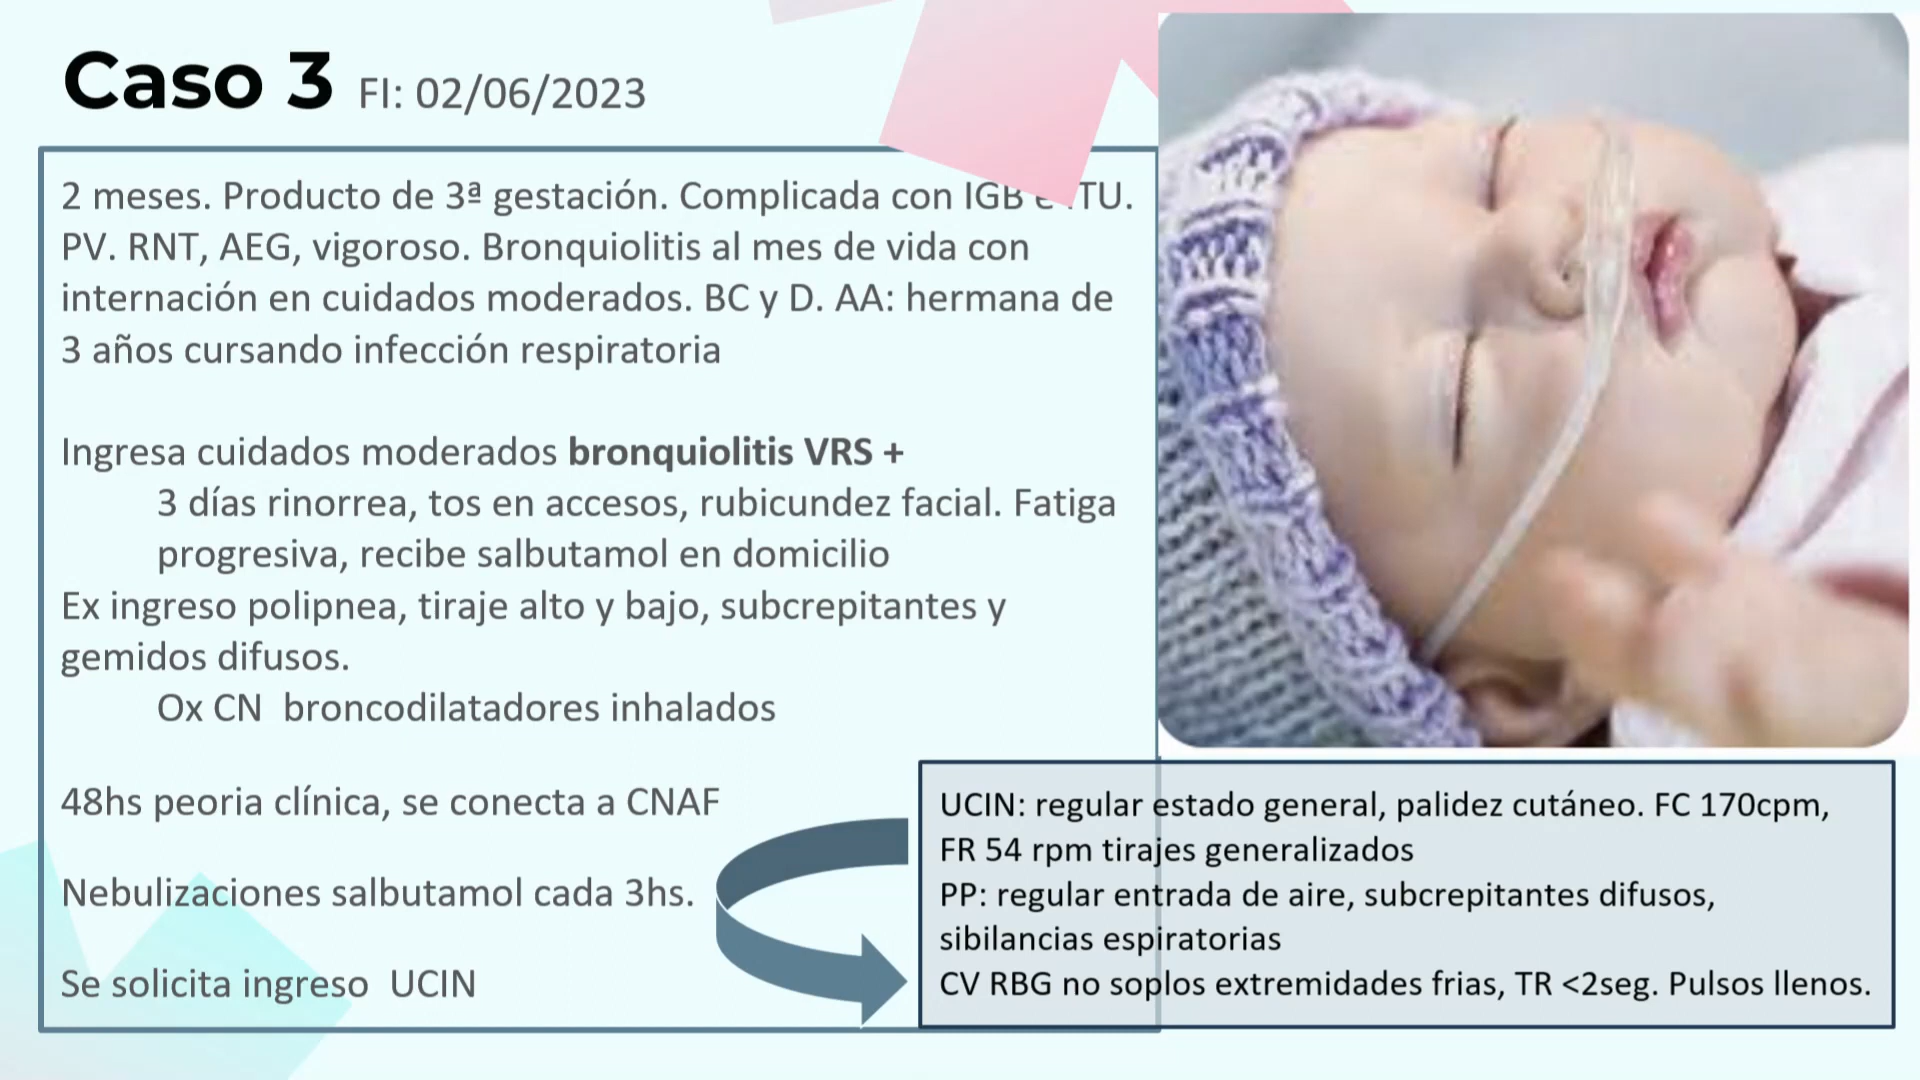 Caso 3 FI: 02/06/2023
2 meses. Producto de 3ª gestación. Complicada con IGB e ITU.
PV. RNT, AEG, vigoroso. Bronquiolitis al mes de vida con
internación en cuidados moderados. BC y D. AA: hermana de
3 años cursando infección respiratoria
Ingresa cuidados moderados bronquiolitis VRS +
3 días rinorrea, tos en accesos, rubicundez facial. Fatiga
progresiva, recibe salbutamol en domicilio
Ex ingreso polipnea, tiraje alto y bajo, subcrepitantes y
gemidos difusos.
Ox CN broncodilatadores inhalados
48hs peoria clínica, se conecta a CNAF
Nebulizaciones salbutamol cada 3hs.
Se solicita ingreso UCIN
UCIN: regular estado general, palidez cutáneo. FC 170cpm,
FR 54 rpm tirajes generalizados
PP: regular entrada de aire, subcrepitantes difusos,
sibilancias espiratorias
CV RBG no soplos extremidades frias, TR <2seg. Pulsos llenos.